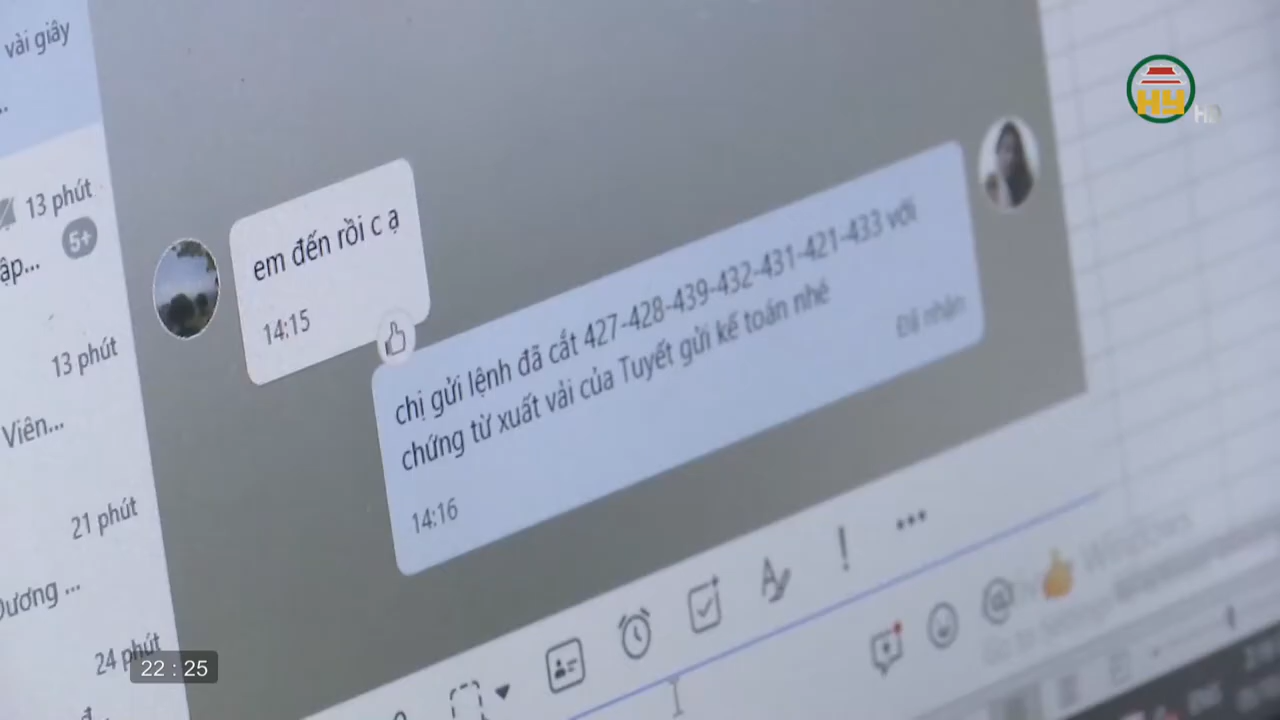 vài giây
13 phút
5+
ập...
13 phút
Viên...
21 phút
Dương ...
24 phút
em đến rồi c ạ
14:15
chị gửi lệnh đã cắt 427-428-439-432-431-421-433 với
chứng từ xuất vải của Tuyết gửi kế toán nhé
Đã nhận
14:16
HY
22 : 25